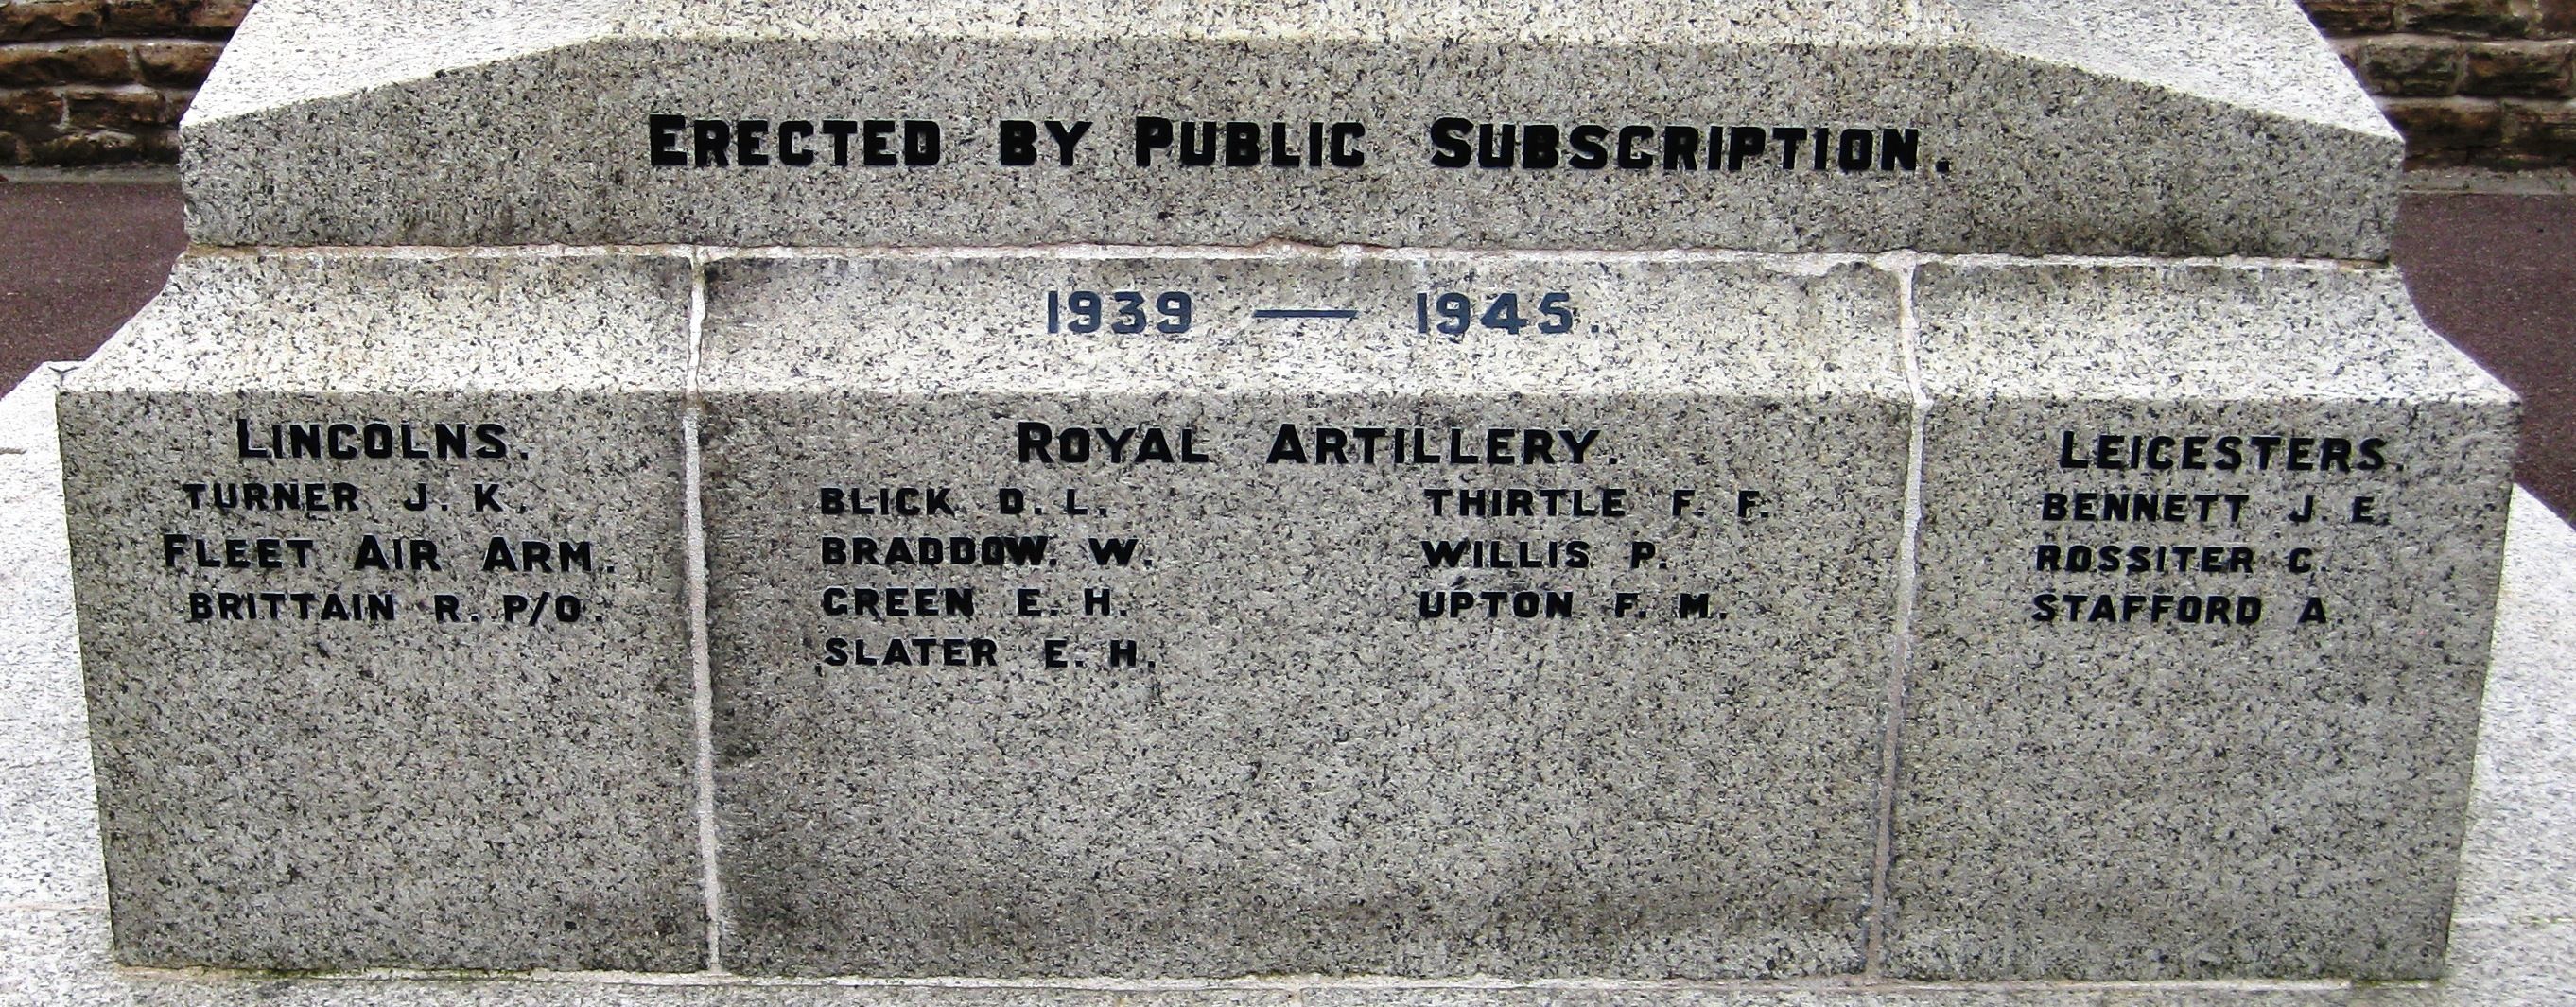 ERECTED BY PUBLIC SUBSCRIPTION.
1939 — 1945.
LINCOLNS.
TURNER J. K.
FLEET AIR ARM.
BRITTAIN R. P/O.
ROYAL ARTILLERY.
BLICK D. L.
BRADDOW. W.
GREEN E. H.
SLATER E. H.
THIRTLE F. F.
WILLIS P.
UPTON F. M.
LEICESTERS.
BENNETT J. E.
ROSSITER C.
STAFFORD A.